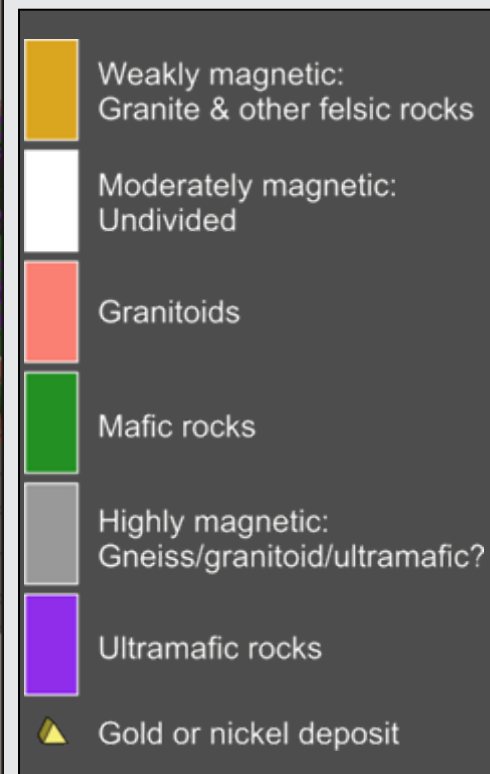 Weakly magnetic:
Granite & other felsic rocks
Moderately magnetic:
Undivided
Granitoids
Mafic rocks
Highly magnetic:
Gneiss/granitoid/ultramafic?
Ultramafic rocks
Gold or nickel deposit